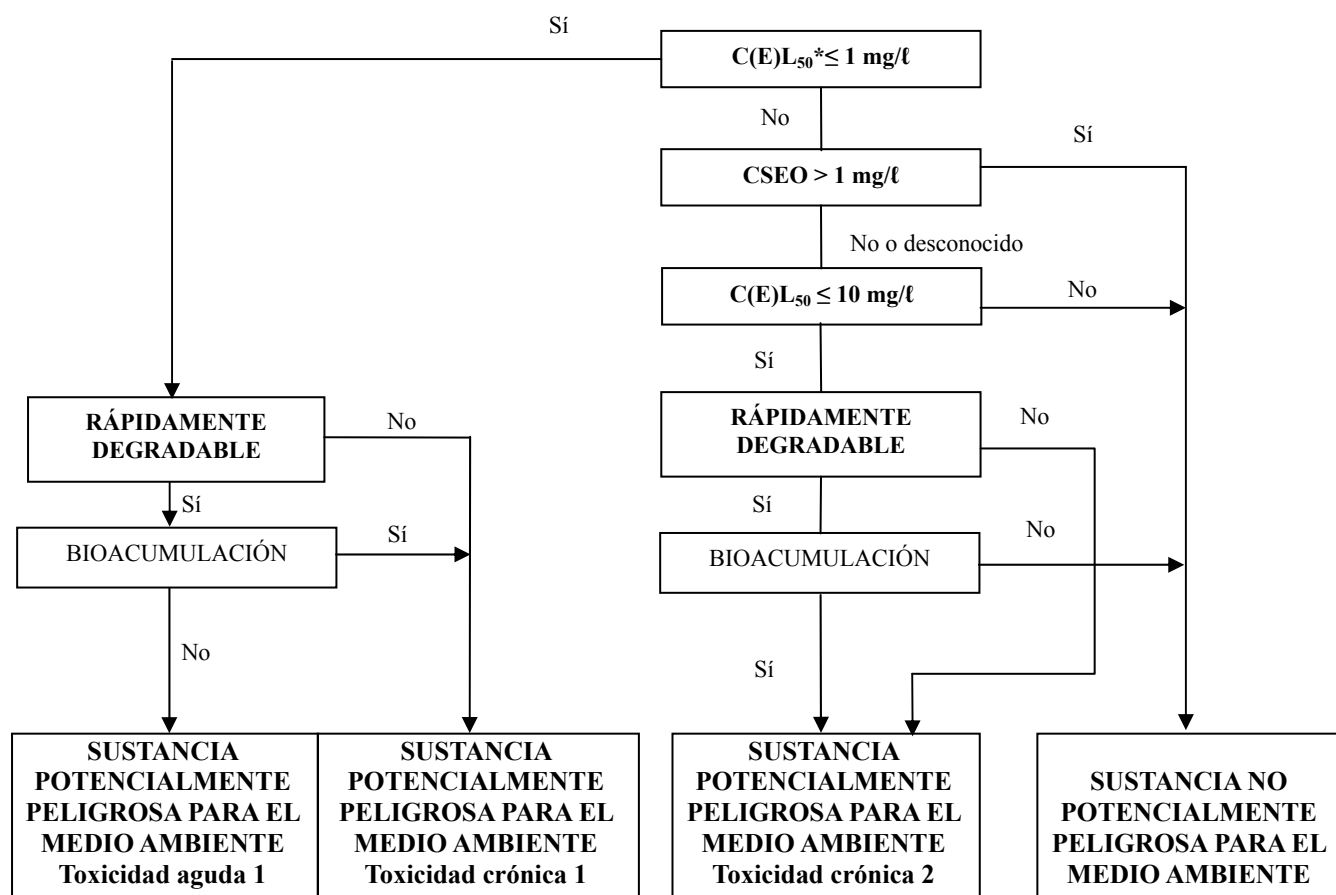 Sí
C(E)L50*≤ 1 mg/ℓ
No
Sí
CSEO > 1 mg/ℓ
No o desconocido
C(E)L50 ≤ 10 mg/ℓ
No
Sí
RÁPIDAMENTE
DEGRADABLE
No
RÁPIDAMENTE
DEGRADABLE
No
Sí
Sí
BIOACUMULACIÓN
Sí
BIOACUMULACIÓN
No
No
Sí
SUSTANCIA
POTENCIALMENTE
PELIGROSA PARA EL
MEDIO AMBIENTE
Toxicidad aguda 1
SUSTANCIA
POTENCIALMENTE
PELIGROSA PARA EL
MEDIO AMBIENTE
Toxicidad crónica 1
SUSTANCIA
POTENCIALMENTE
PELIGROSA PARA EL
MEDIO AMBIENTE
Toxicidad crónica 2
SUSTANCIA NO
POTENCIALMENTE
PELIGROSA PARA EL
MEDIO AMBIENTE